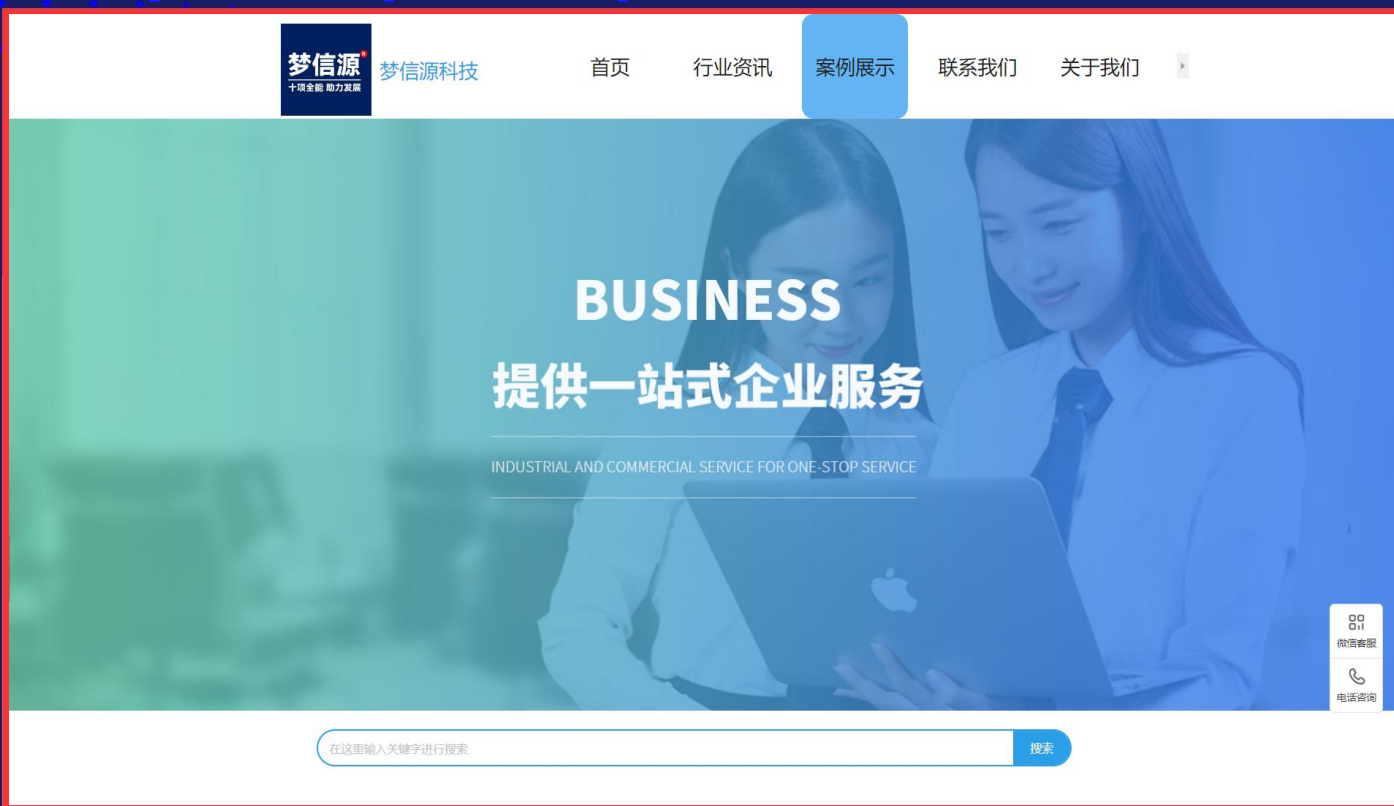 梦信源®
十项全能 助力发展
梦信源科技
首页
行业资讯
案例展示
联系我们
关于我们
BUSINESS
提供一站式企业服务
INDUSTRIAL AND COMMERCIAL SERVICE FOR ONE-STOP SERVICE
微信客服
电话咨询
在这里输入关键字进行搜索
搜索